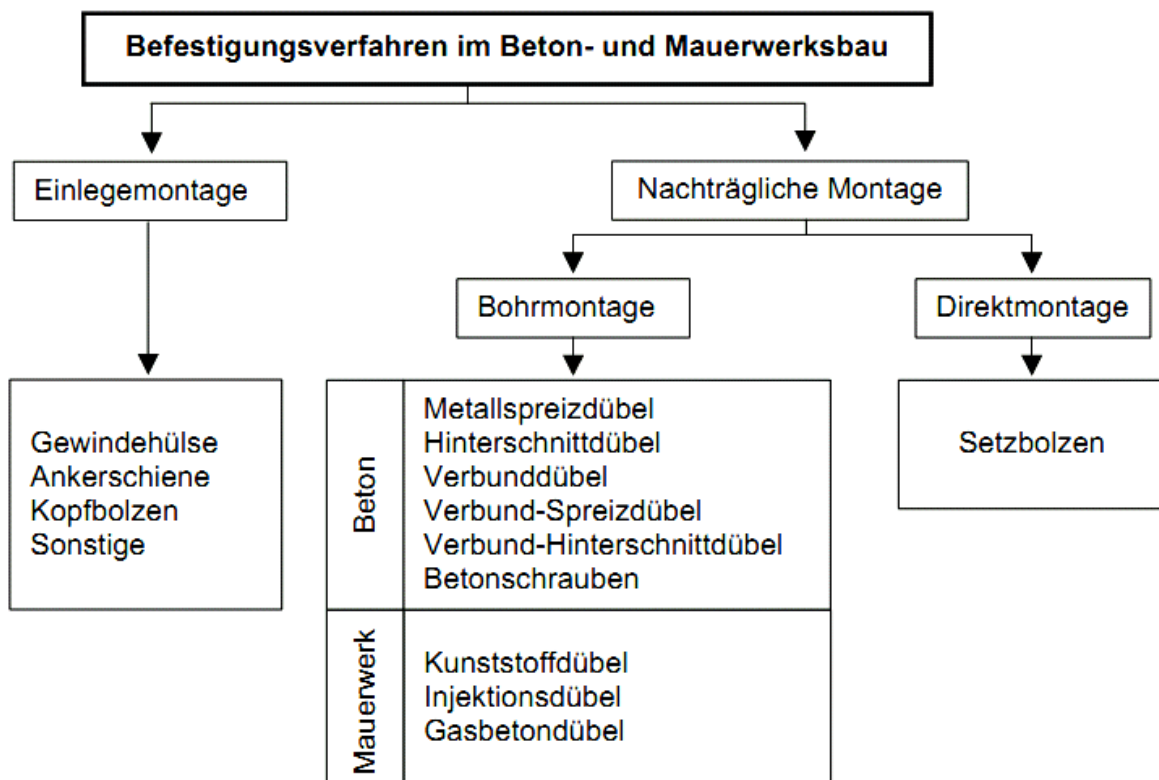 Befestigungsverfahren im Beton- und Mauerwerksbau
Einlegemontage
Nachträgliche Montage
Bohrmontage
Direktmontage
Gewindehülse
Ankerschiene
Kopfbolzen
Sonstige
Beton
Metallspreizdübel
Hinterschnittdübel
Verbunddübel
Verbund-Spreizdübel
Verbund-Hinterschnittdübel
Betonschrauben
Mauerwerk
Kunststoffdübel
Injektionsdübel
Gasbetondübel
Setzbolzen